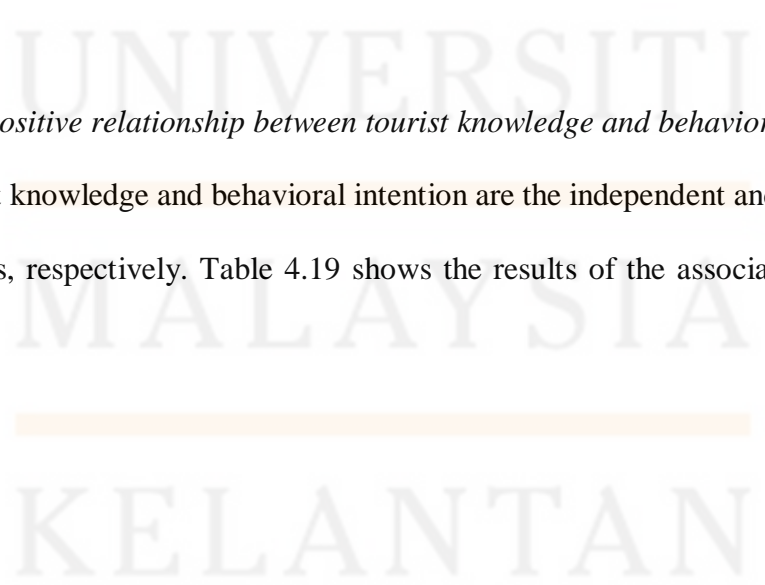 UNIVERSITI
ositive relationship between tourist knowledge and behavior
knowledge and behavioral intention are the independent an
s, respectively. Table 4.19 shows the results of the associa
MALAYSIA
KELANTAN